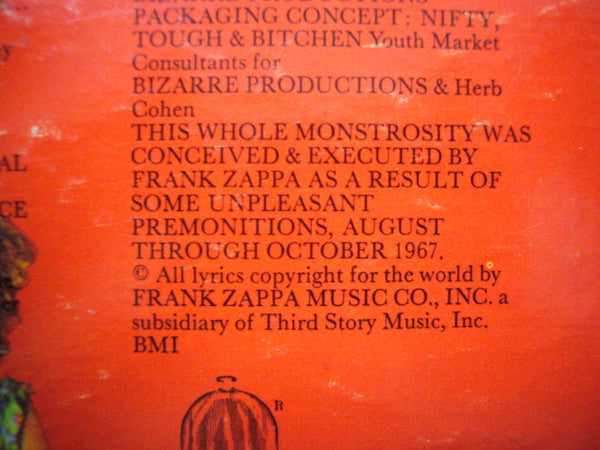 BIZARRE PRODUCTIONS
PACKAGING CONCEPT: NIFTY,
TOUGH & BITCHEN Youth Market
Consultants for
BIZARRE PRODUCTIONS & Herb
Cohen
THIS WHOLE MONSTROSITY WAS
CONCEIVED & EXECUTED BY
FRANK ZAPPA AS A RESULT OF
SOME UNPLEASANT
PREMONITIONS, AUGUST
THROUGH OCTOBER 1967.
© All lyrics copyright for the world by
FRANK ZAPPA MUSIC CO., INC. a
subsidiary of Third Story Music, Inc.
BMI
R